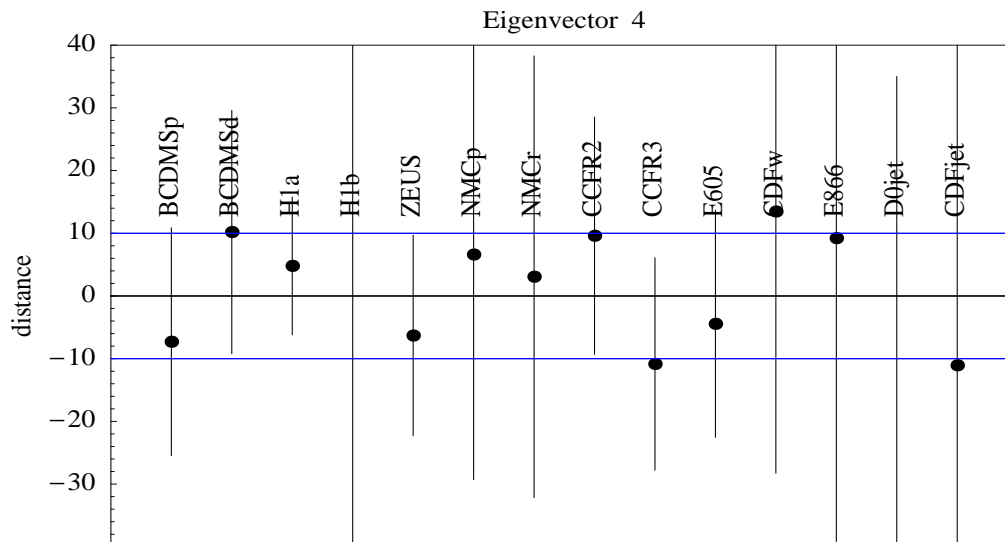 Eigenvector 4
distance
40
30
20
10
0
−10
−20
−30
BCDMSp
BCDMSd
H1a
H1b
ZEUS
NMCp
NMCr
CCFR2
CCFR3
E605
CDFw
E866
D0jet
CDFjet